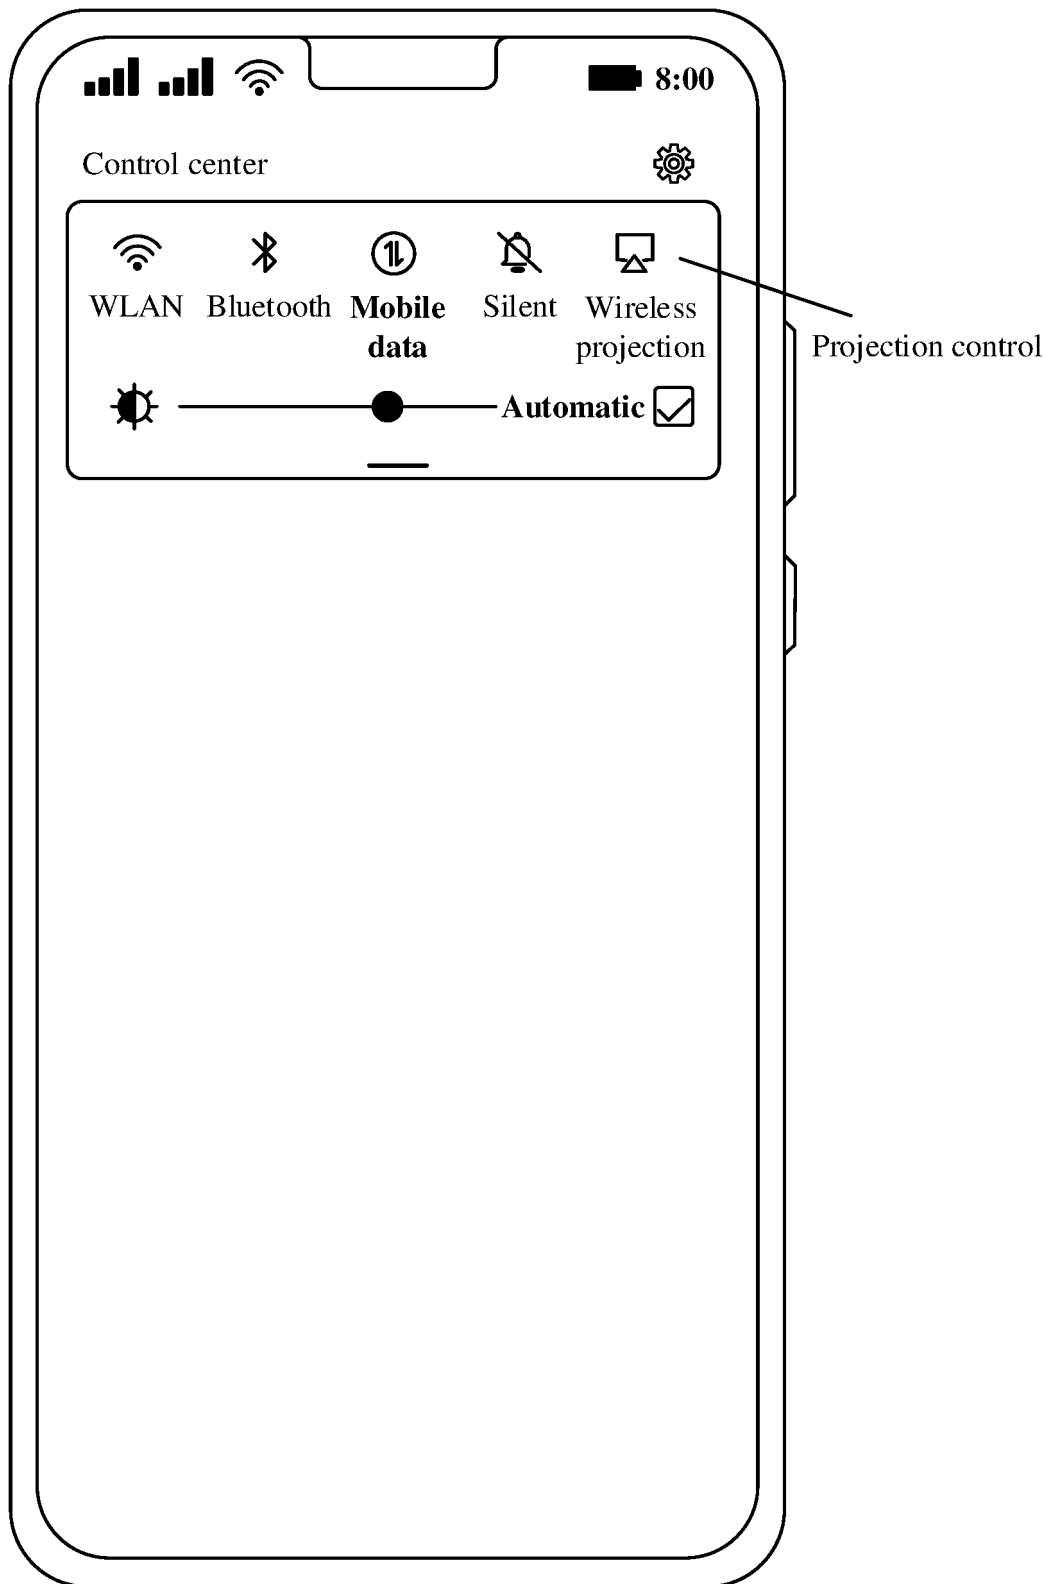 8:00
Control center
WLAN Bluetooth Mobile data Silent Wireless projection
Projection control
Automatic